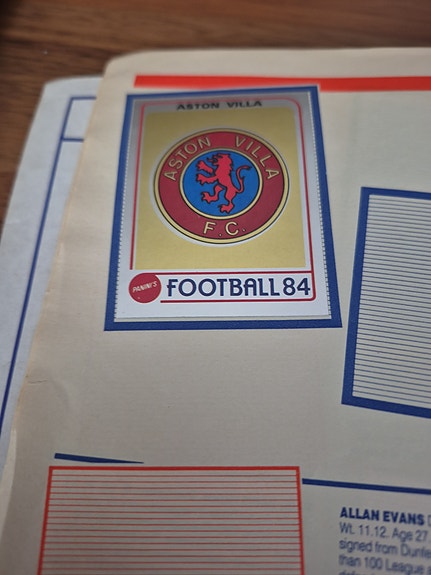 ASTON VILLA
ASTON VILLA
F.C.
PANINI'S
FOOTBALL 84
ALLAN EVANS
Wt. 11.12. Age 27
signed from Dunfe
than 100 League a